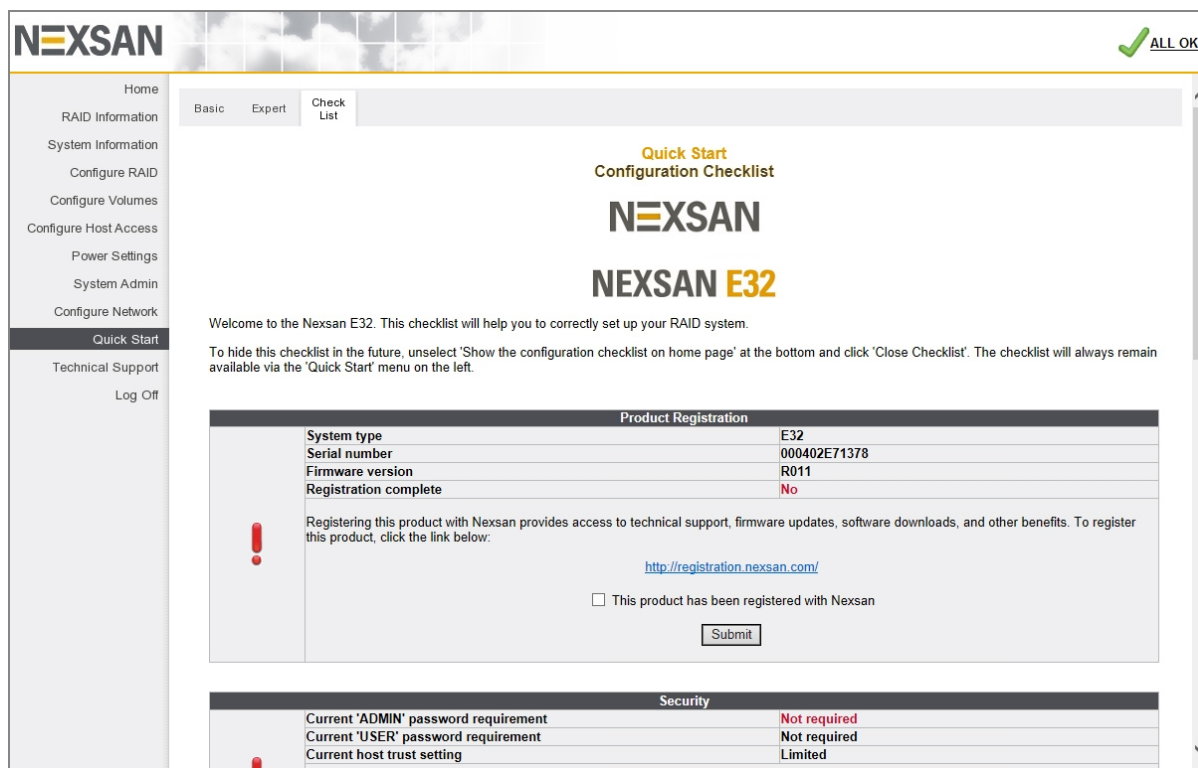 NEXSAN
ALL OK
Home
RAID Information
System Information
Configure RAID
Configure Volumes
Configure Host Access
Power Settings
System Admin
Configure Network
Quick Start
Technical Support
Log Off
Basic Expert Check List
Quick Start
Configuration Checklist
NEXSAN
NEXSAN E32
Welcome to the Nexsan E32. This checklist will help you to correctly set up your RAID system.
To hide this checklist in the future, unselect 'Show the configuration checklist on home page' at the bottom and click 'Close Checklist'. The checklist will always remain
available via the 'Quick Start' menu on the left.
Product Registration
System type E32
Serial number 000402E71378
Firmware version R011
Registration complete No
Registering this product with Nexsan provides access to technical support, firmware updates, software downloads, and other benefits. To register
this product, click the link below:
http://registration.nexsan.com/
This product has been registered with Nexsan
Submit
Security
Current 'ADMIN' password requirement Not required
Current 'USER' password requirement Not required
Current host trust setting Limited